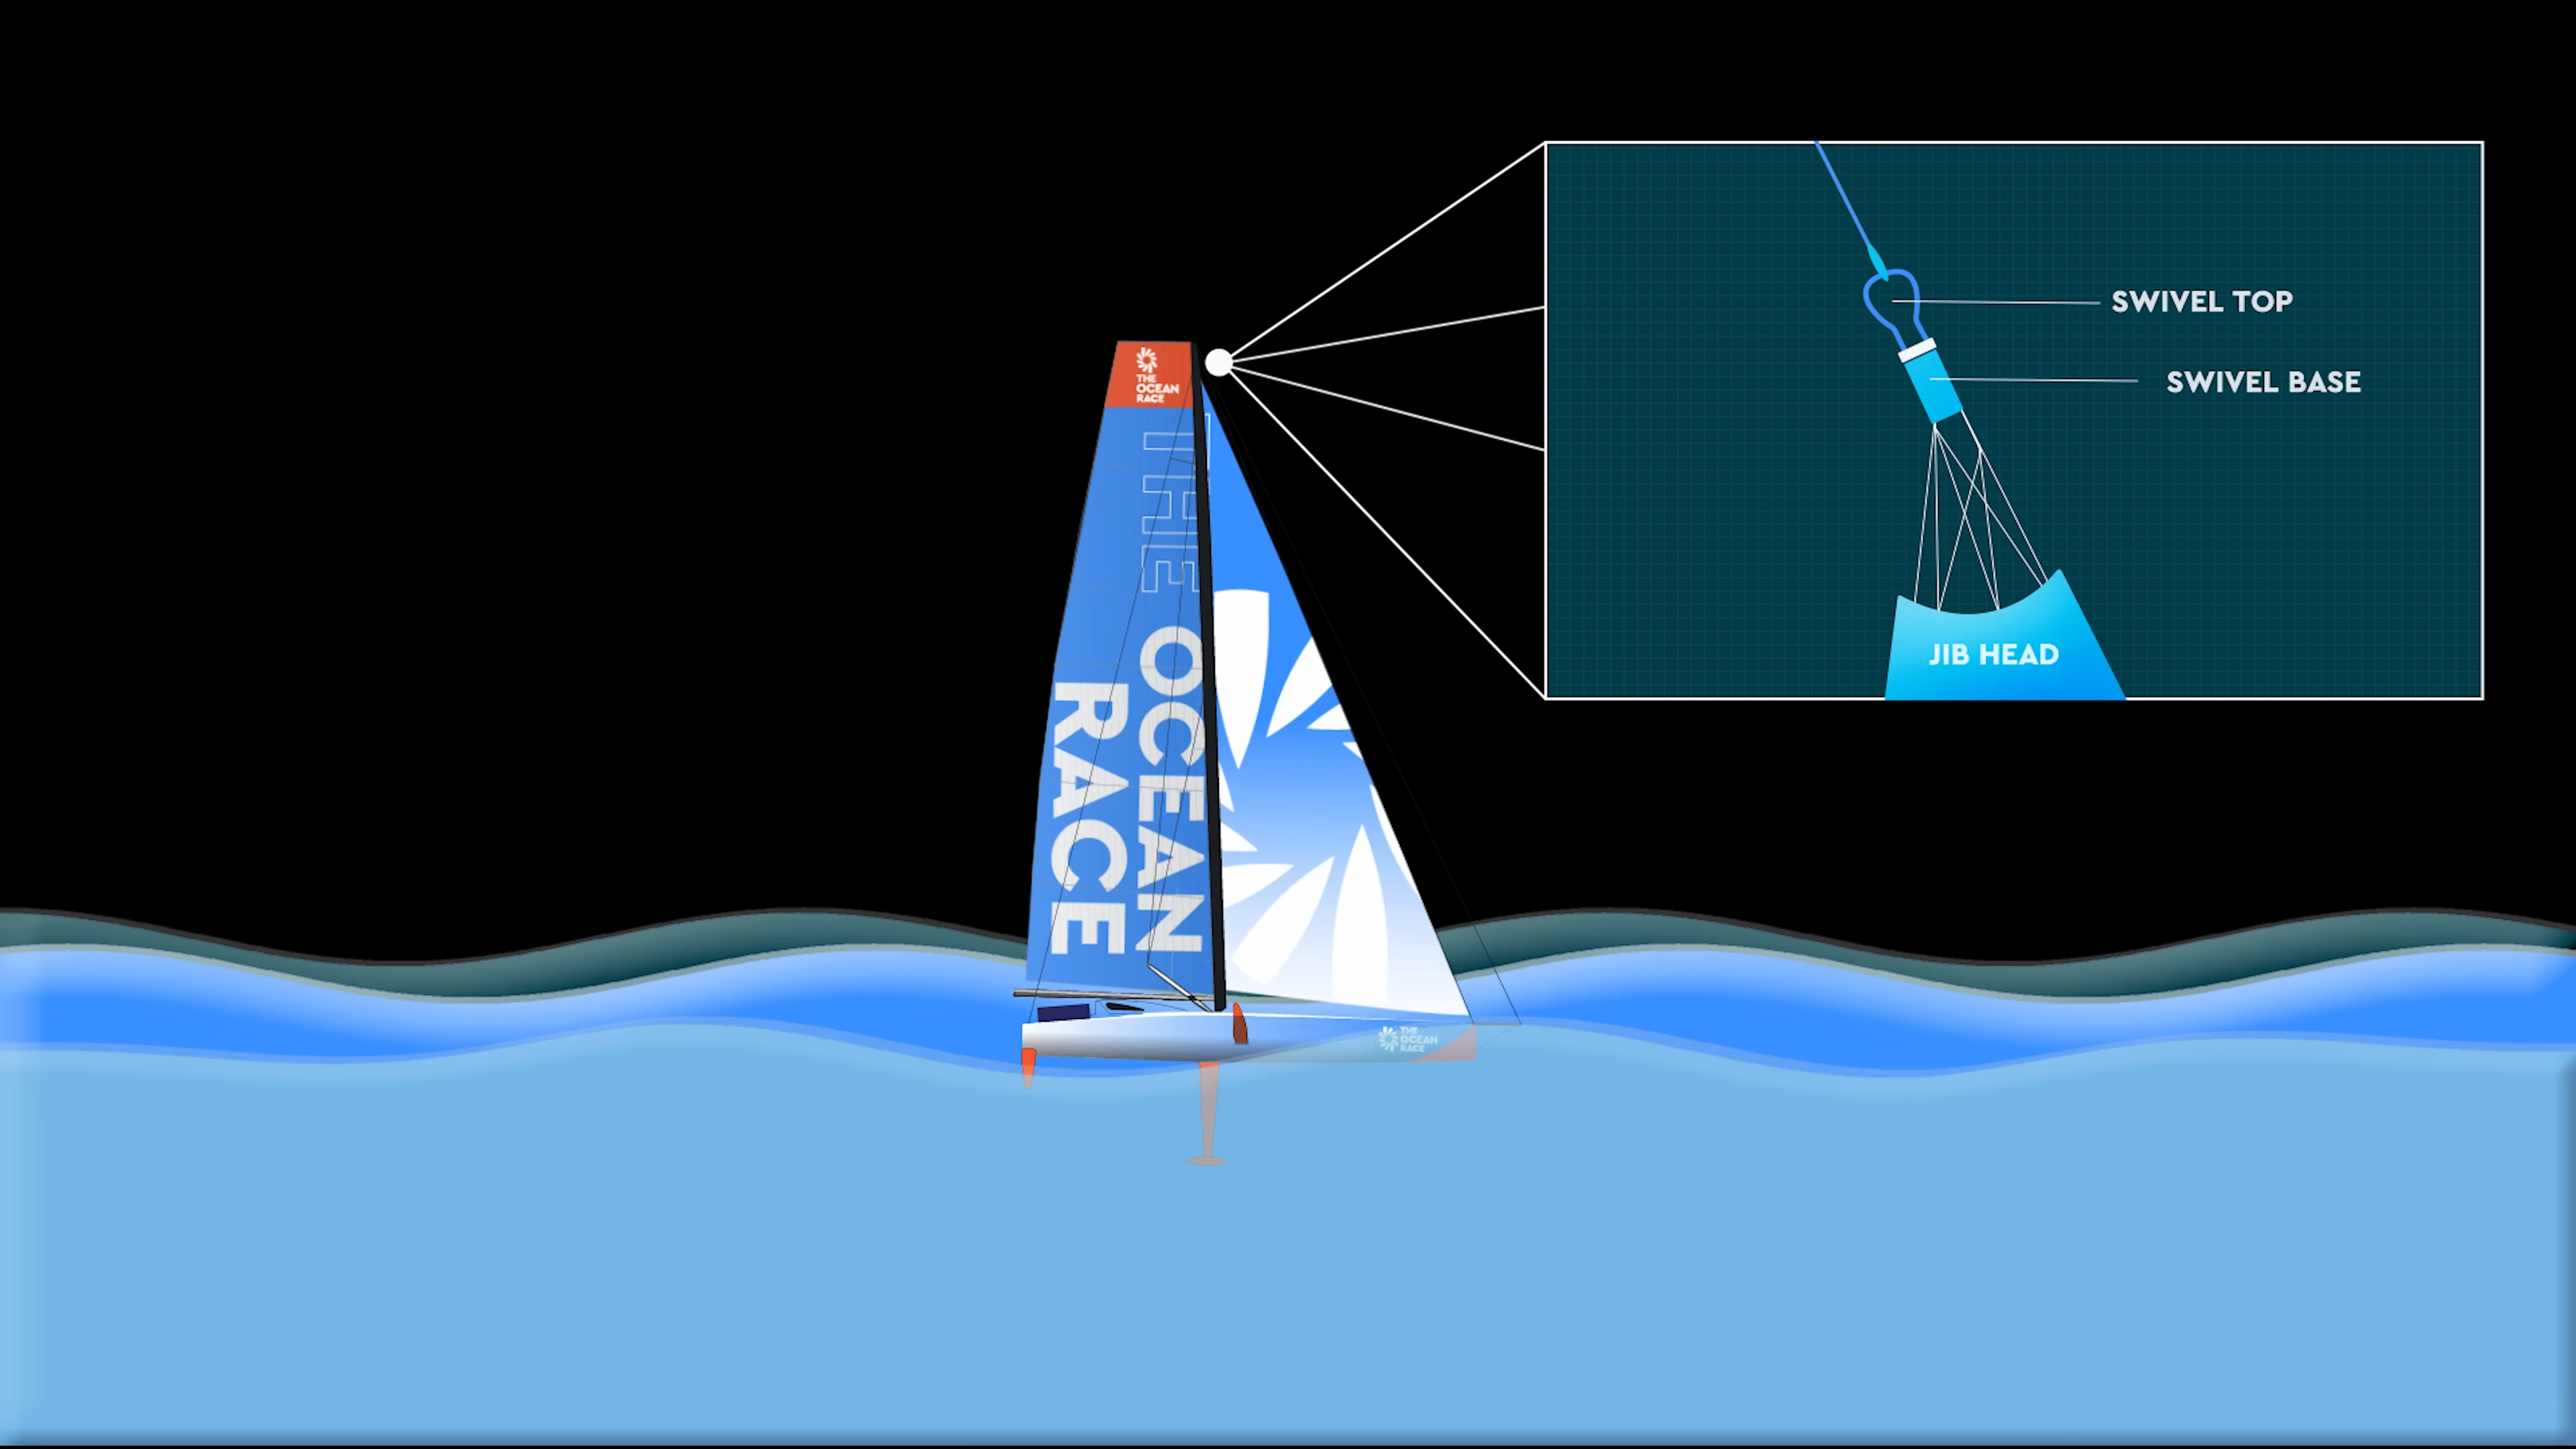 THE
OCEAN
RACE
THE
OCEAN
RACE
SWIVEL TOP
SWIVEL BASE
JIB HEAD
THE
OCEAN
RACE